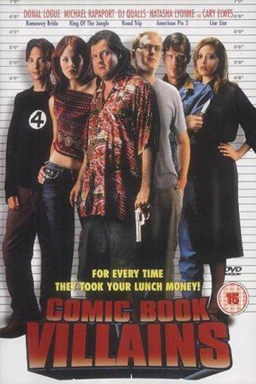 DONAL LOGUE MICHAEL RAPAPORT DJ QUALLS NATASHA LYONNE AND CARY ELWES
Runaway Bride King Of The Jungle Road Trip American Pie 2 Liar Liar
4
FOR EVERY TIME
THEY TOOK YOUR LUNCH MONEY!
DVD
15
COMIC BOOK
VILLAINS